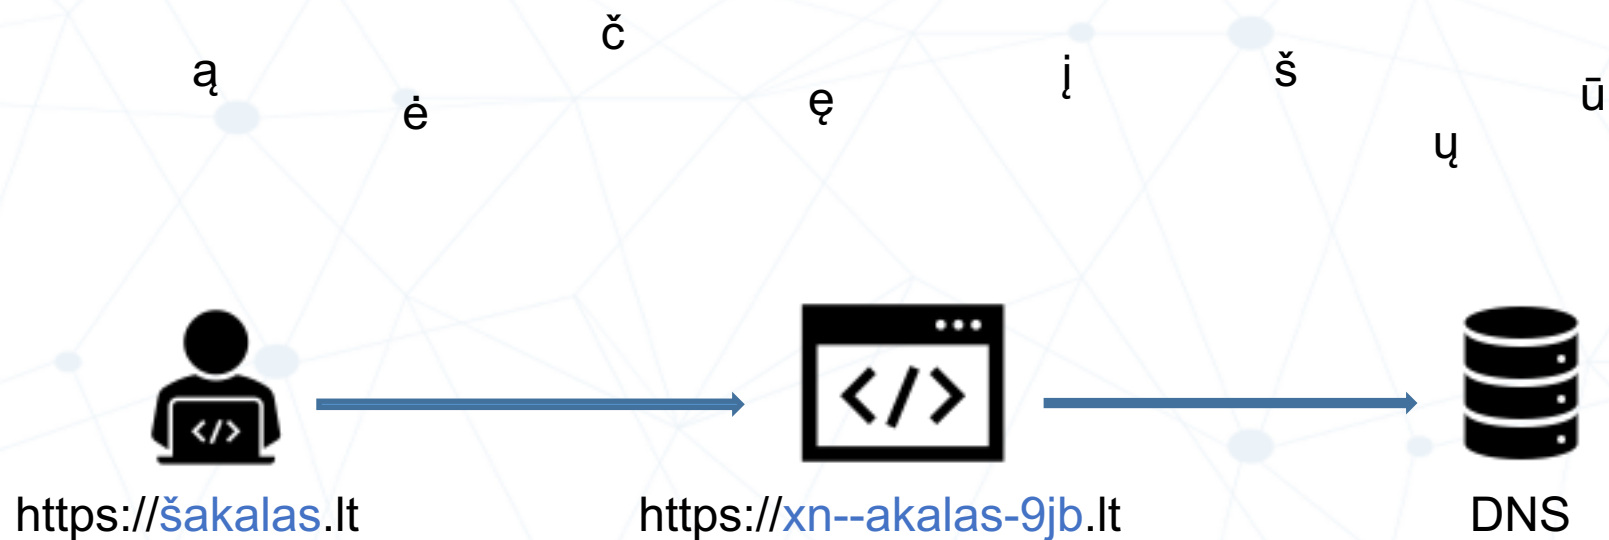 č
ą
į
š
ė
ę
ū
ų
</>
</>
https://šakalas.lt
https://xn--akalas-9jb.lt
DNS